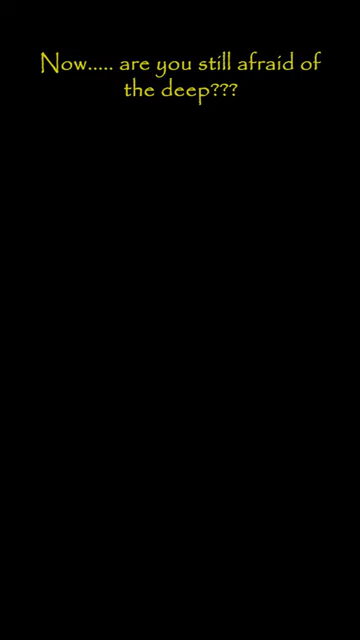 Now..... are you still afraid of
the deep???